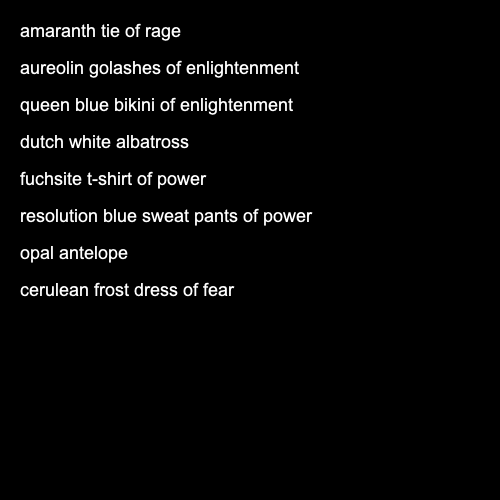 amaranth tie of rage
aureolin golashes of enlightenment
queen blue bikini of enlightenment
dutch white albatross
fuchsite t-shirt of power
resolution blue sweat pants of power
opal antelope
cerulean frost dress of fear